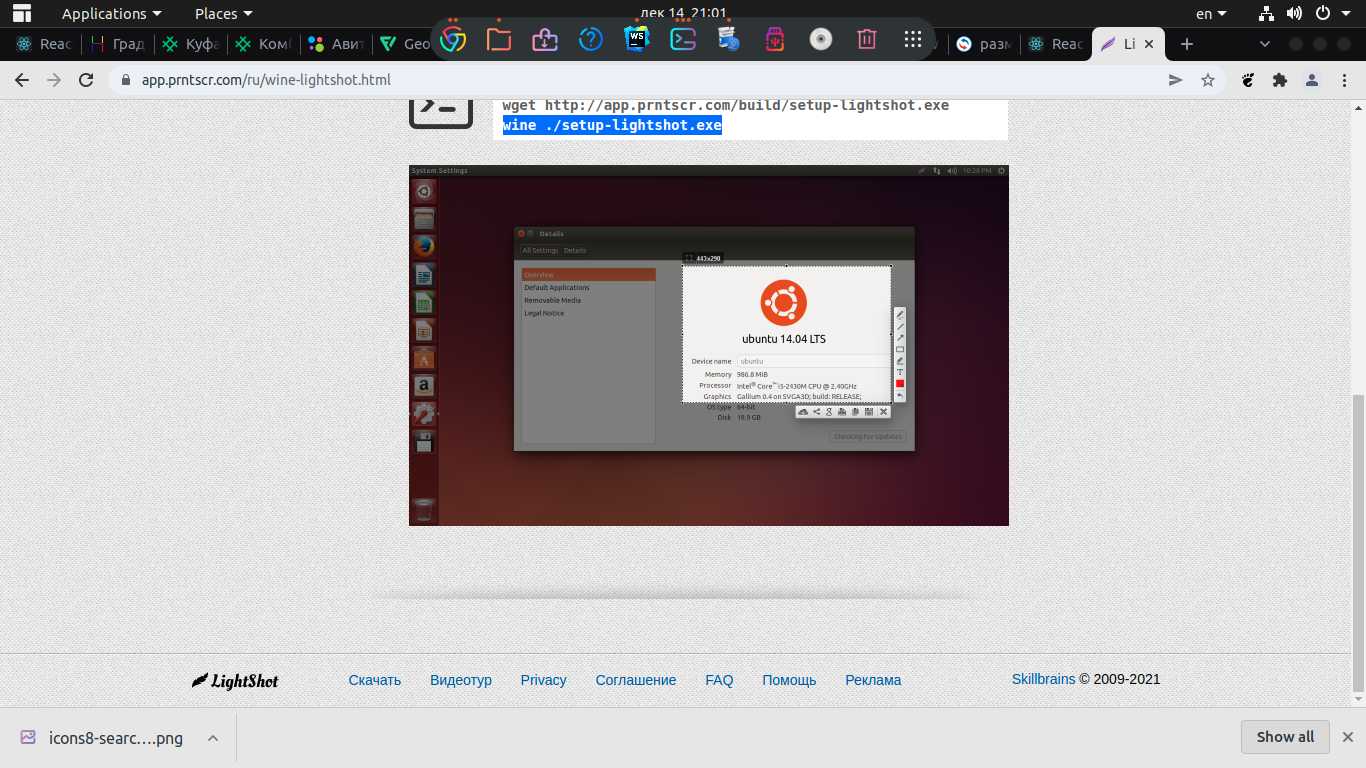 Applications Places дек 14 21:01 en
Reac Град Куфа Комб Авит Geo WS разм Reac Li
app.prntscr.com/ru/wine-lightshot.html
wget http://app.prntscr.com/build/setup-lightshot.exe
wine ./setup-lightshot.exe
System Settings 10:28 PM
Details
All Settings Details
443x290
Overview
Default Applications
Removable Media
Legal Notice
ubuntu 14.04 LTS
Device name ubuntu
Memory 986.8 MiB
Processor Intel® Core™ i5-2430M CPU @ 2.40GHz
Graphics Gallium 0.4 on SVGA3D; build: RELEASE;
OS type 64-bit
Disk 19.9 GB
Checking for Updates
LightShot Скачать Видеотур Privacy Соглашение FAQ Помощь Реклама Skillbrains © 2009-2021
icons8-searc....png Show all